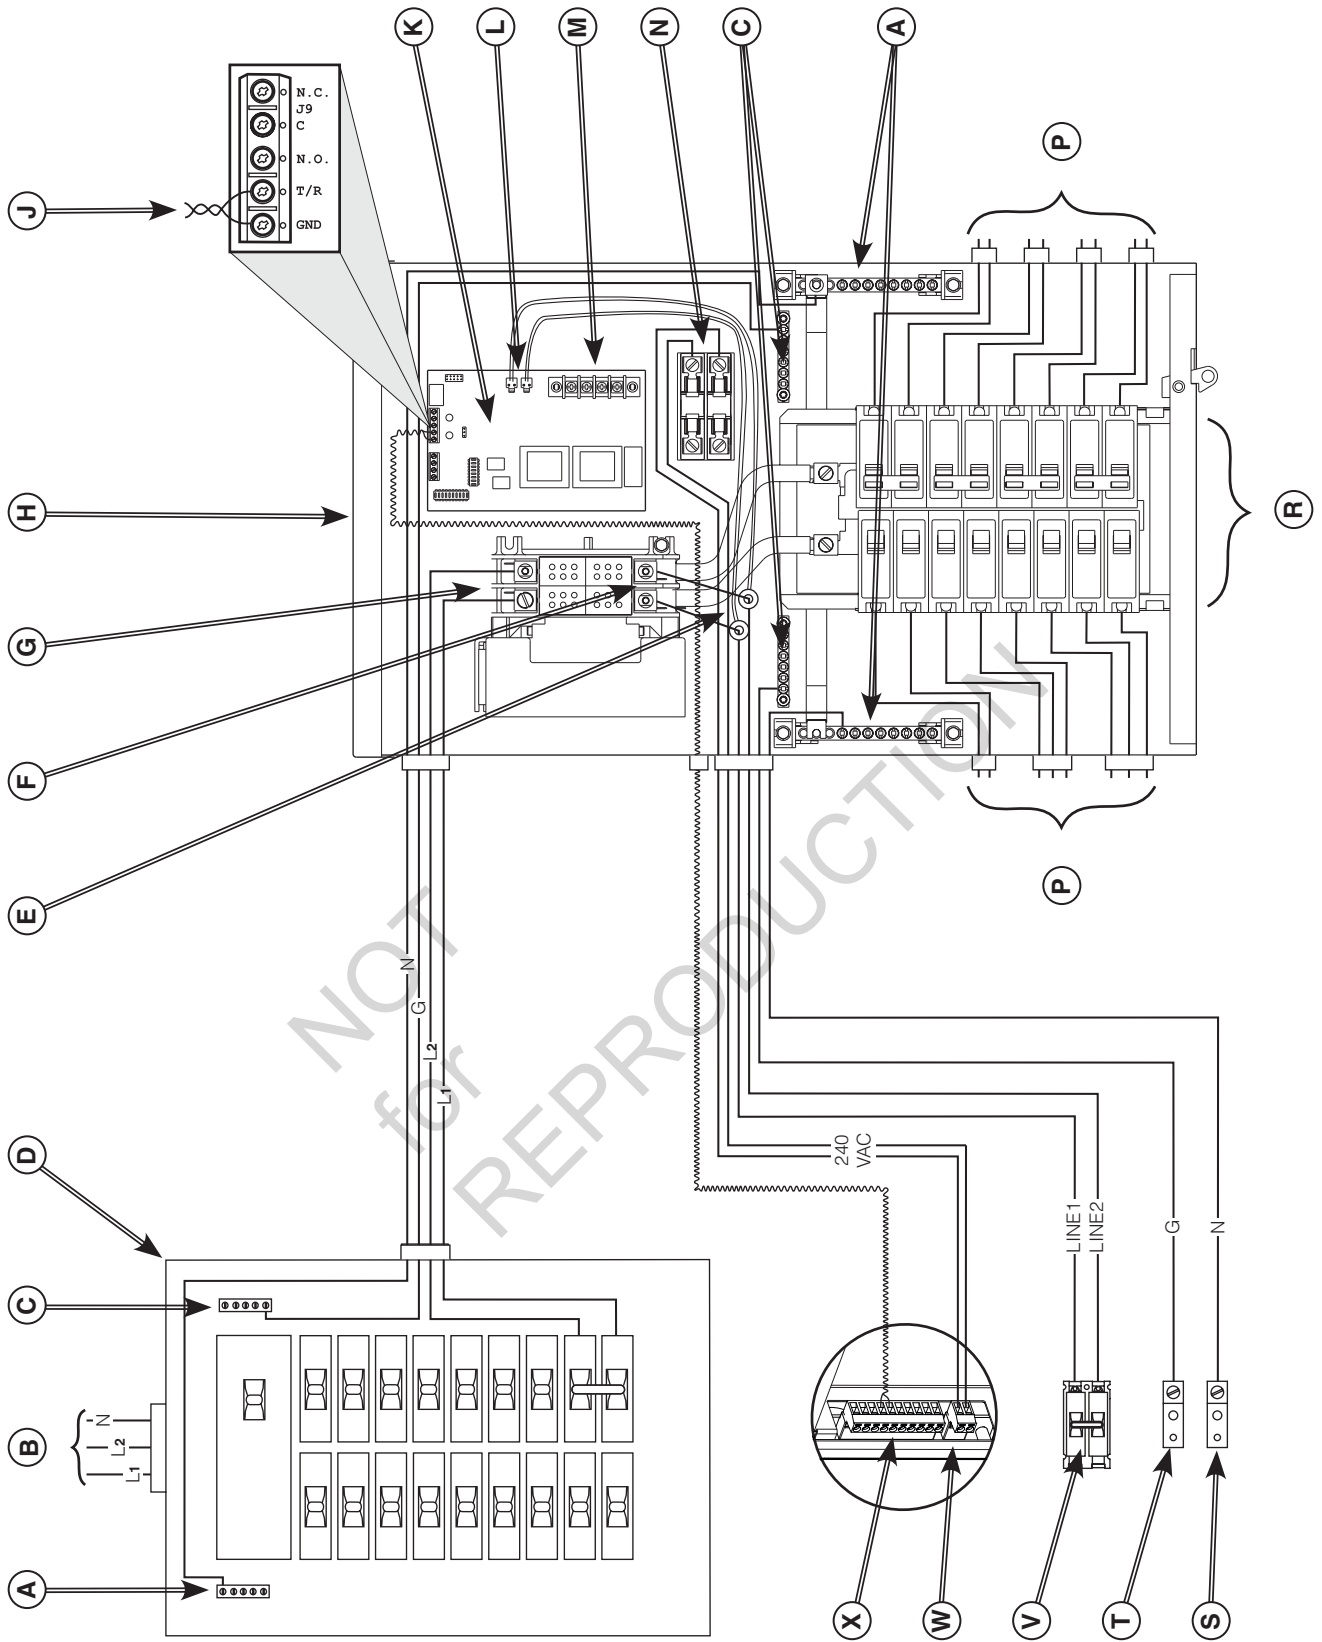 K
L
M
N
C
A
N.C.
J9
C
N.O.
T/R
GND
J
P
H
R
G
F
E
P
N
G
L2
L1
D
240
VAC
LINE1
LINE2
G
N
C
B
N
L2
L1
A
X
W
V
T
S
NOT
for
REPRODUCTION